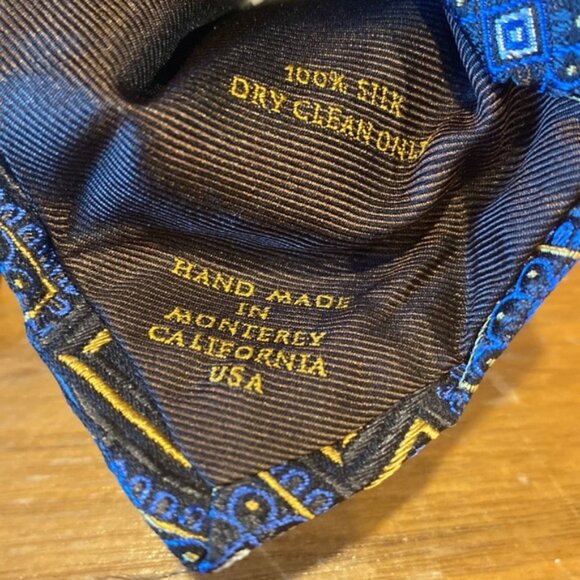 100% SILK
DRY CLEAN ONLY
HAND MADE
IN
MONTEREY
CALIFORNIA
USA